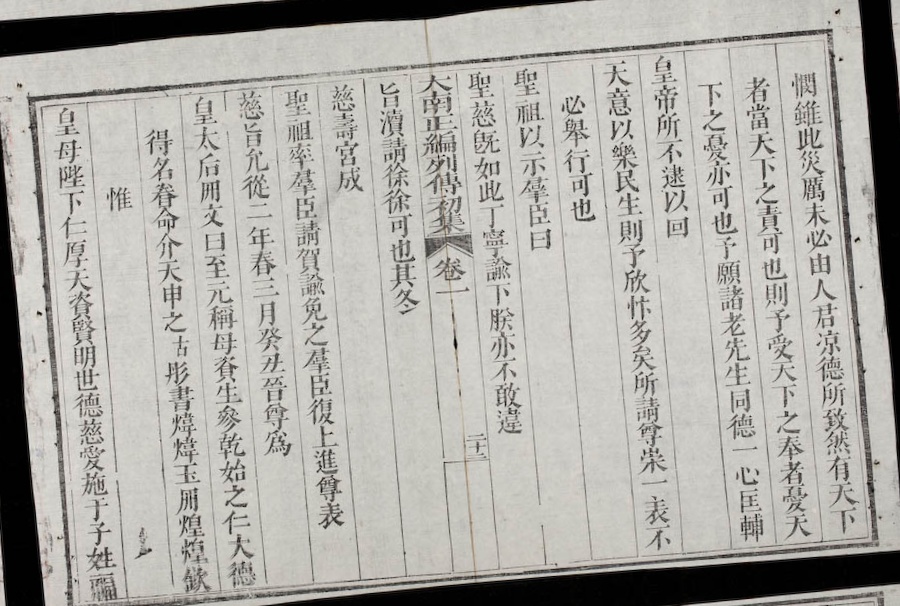 憫雖此災厲未必由人君凉德所致然有天下
者當天下之責可也則予受天下之奉者憂天
下之憂亦可也予願諸老先生同德一心匡輔
皇帝所不逮以回
天意以樂民生則予欣忭多矣所請尊崇一表不
必舉行可也
聖祖以示羣臣曰
聖慈旣如此丁寧諭下朕亦不敢違
大南正編列傳初集 卷一 二十三
旨瀆請徐徐可也其冬
慈壽宮成
聖祖率羣臣請賀諭免之羣臣復上進尊表
慈旨允從二年春三月癸丑晉尊爲
皇太后冊文曰至元稱母資生參乾始之仁大德
得名眷命介天申之古彤書煒煒玉冊煌煌欽
惟
皇母陛下仁厚天資賢明世德慈愛施于子姓